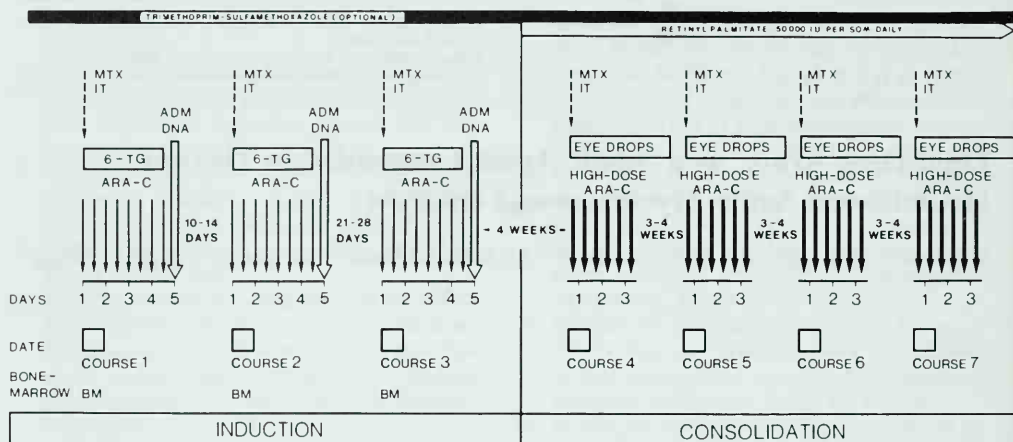 TRIMETHOPRIM-SULFAMETHOXAZOLE (OPTIONAL)
RETINYLPALMITATE 50000 IU PER SQM DAILY
MTX MTX MTX MTX MTX MTX MTX
IT IT IT IT IT IT IT
ADM ADM ADM
DNA DNA DNA
6-TG 6-TG 6-TG EYE DROPS EYE DROPS EYE DROPS EYE DROPS
ARA-C ARA-C ARA-C HIGH-DOSE HIGH-DOSE HIGH-DOSE HIGH-DOSE
ARA-C ARA-C ARA-C ARA-C
10-14 21-28 - 4 WEEKS - 3-4 3-4 3-4
DAYS DAYS WEEKS WEEKS WEEKS
DAYS 1 2 3 4 5 1 2 3 4 5 1 2 3 4 5 1 2 3 1 2 3 1 2 3 1 2 3
DATE
COURSE 1 COURSE 2 COURSE 3 COURSE 4 COURSE 5 COURSE 6 COURSE 7
BONE-
MARROW BM BM BM
INDUCTION CONSOLIDATION